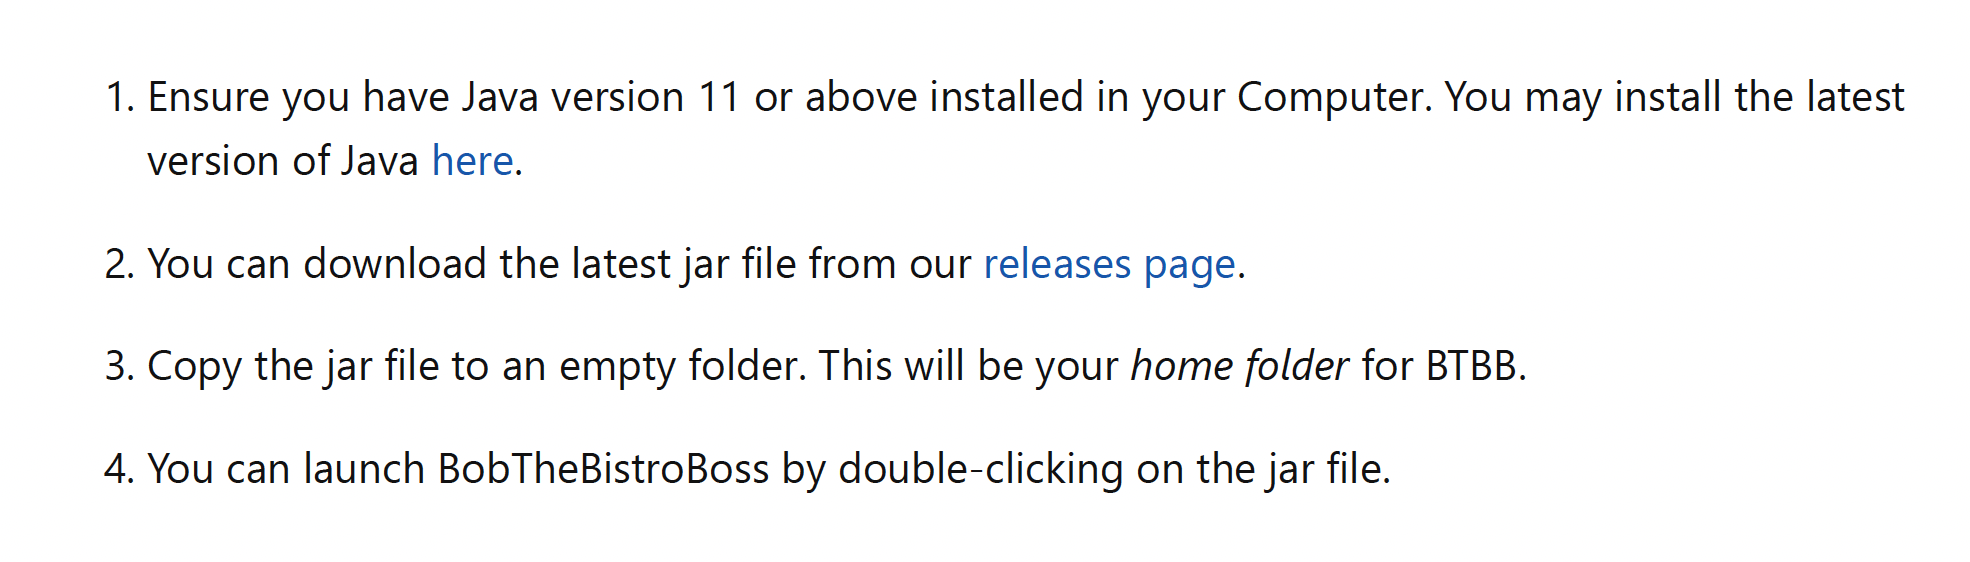 1. Ensure you have Java version 11 or above installed in your Computer. You may install the latest
version of Java here.
2. You can download the latest jar file from our releases page.
3. Copy the jar file to an empty folder. This will be your home folder for BTBB.
4. You can launch BobTheBistroBoss by double-clicking on the jar file.